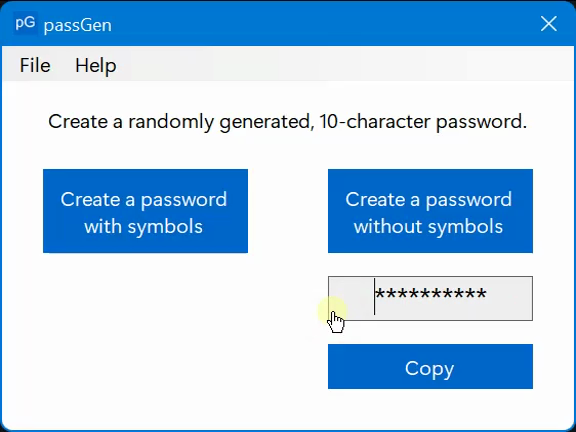 pG passGen
File Help
Create a randomly generated, 10-character password.
Create a password
with symbols
Create a password
without symbols
**********
Copy